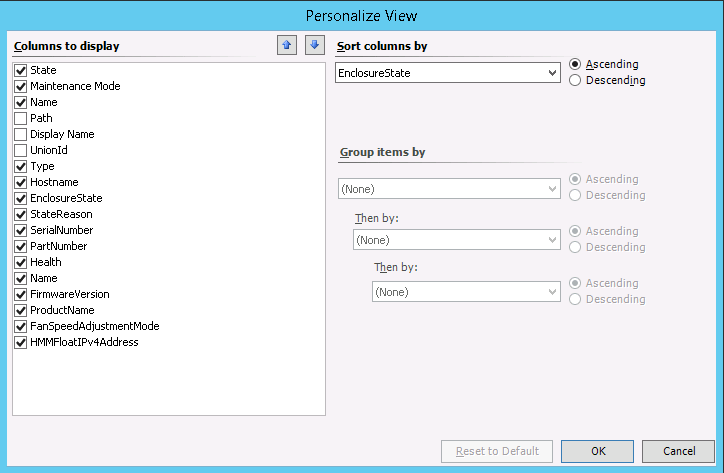 Personalize View
Columns to display
State
Maintenance Mode
Name
Path
Display Name
UnionId
Type
Hostname
EnclosureState
StateReason
SerialNumber
PartNumber
Health
Name
FirmwareVersion
ProductName
FanSpeedAdjustmentMode
HMMFloatIPv4Address
Sort columns by
EnclosureState
Ascending
Descending
Group items by
(None)
Ascending
Descending
Then by:
(None)
Ascending
Descending
Then by:
(None)
Ascending
Descending
Reset to Default
OK
Cancel